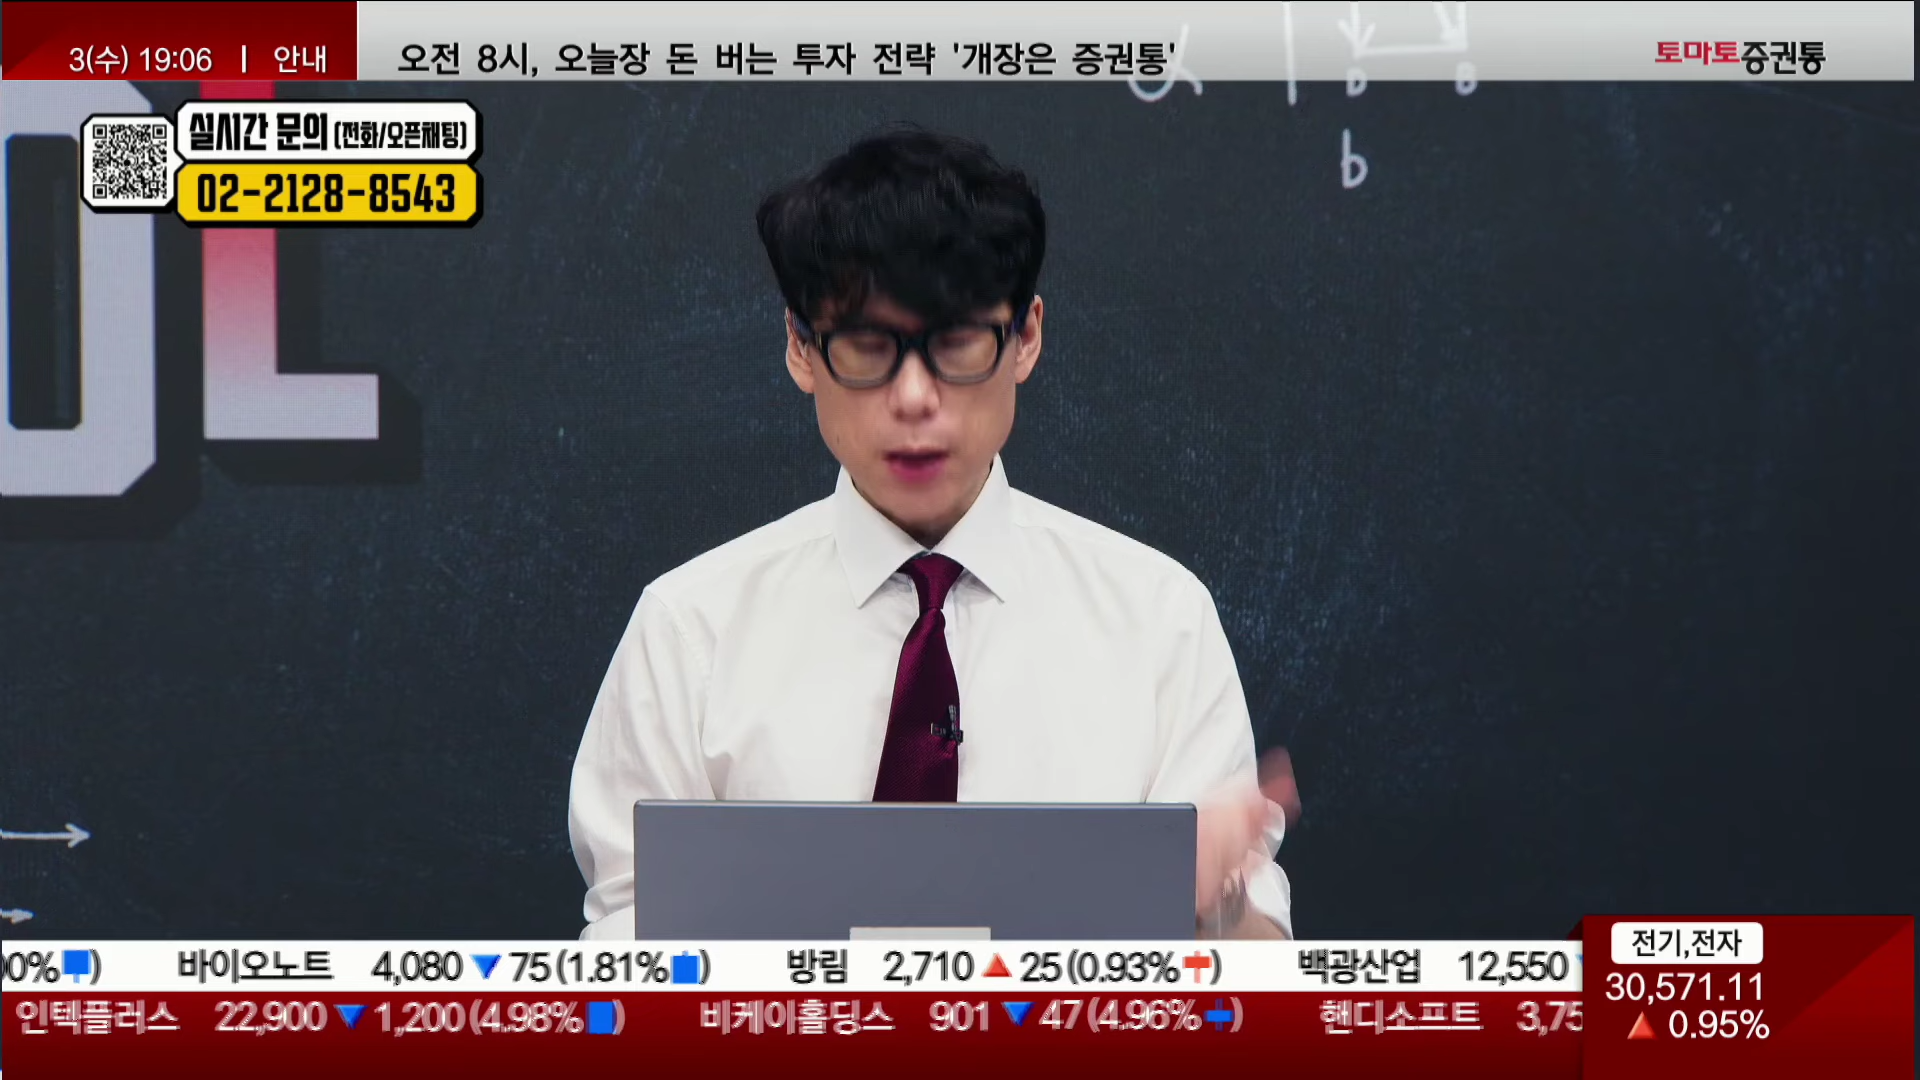 3(수) 19:06 | 안내
오전 8시, 오늘장 돈 버는 투자 전략 '개장은 증권통'
토마토증권통
실시간 문의 (전화/오픈채팅)
02-2128-8543
b
00% )
바이오노트 4,080 ▼ 75(1.81% )
방림 2,710 ▲ 25(0.93% )
백광산업 12,550
인텍플러스 22,900 ▼ 1,200(4.98% )
비케이홀딩스 901 ▼ 47(4.96% )
핸디소프트 3,75
전기,전자
30,571.11
▲ 0.95%